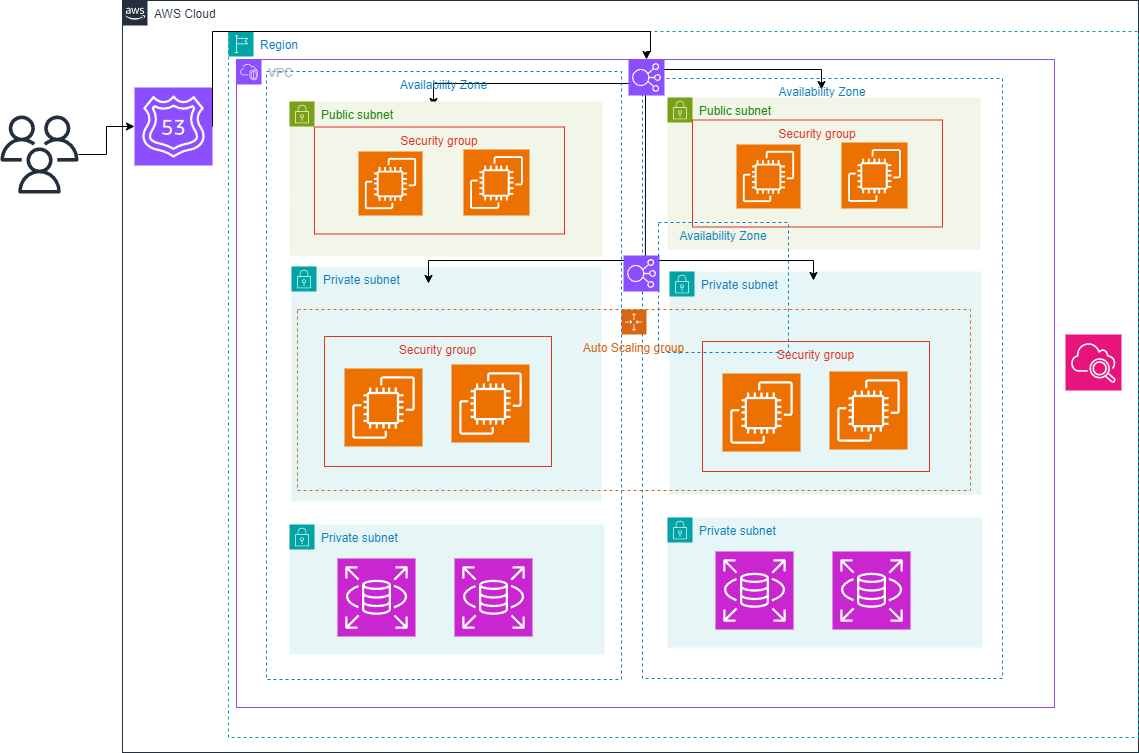 aws
AWS Cloud
Region
VPC
Availability Zone
Availability Zone
Public subnet
Public subnet
Security group
Security group
53
Availability Zone
Private subnet
Private subnet
Auto Scaling group
Security group
Security group
Private subnet
Private subnet